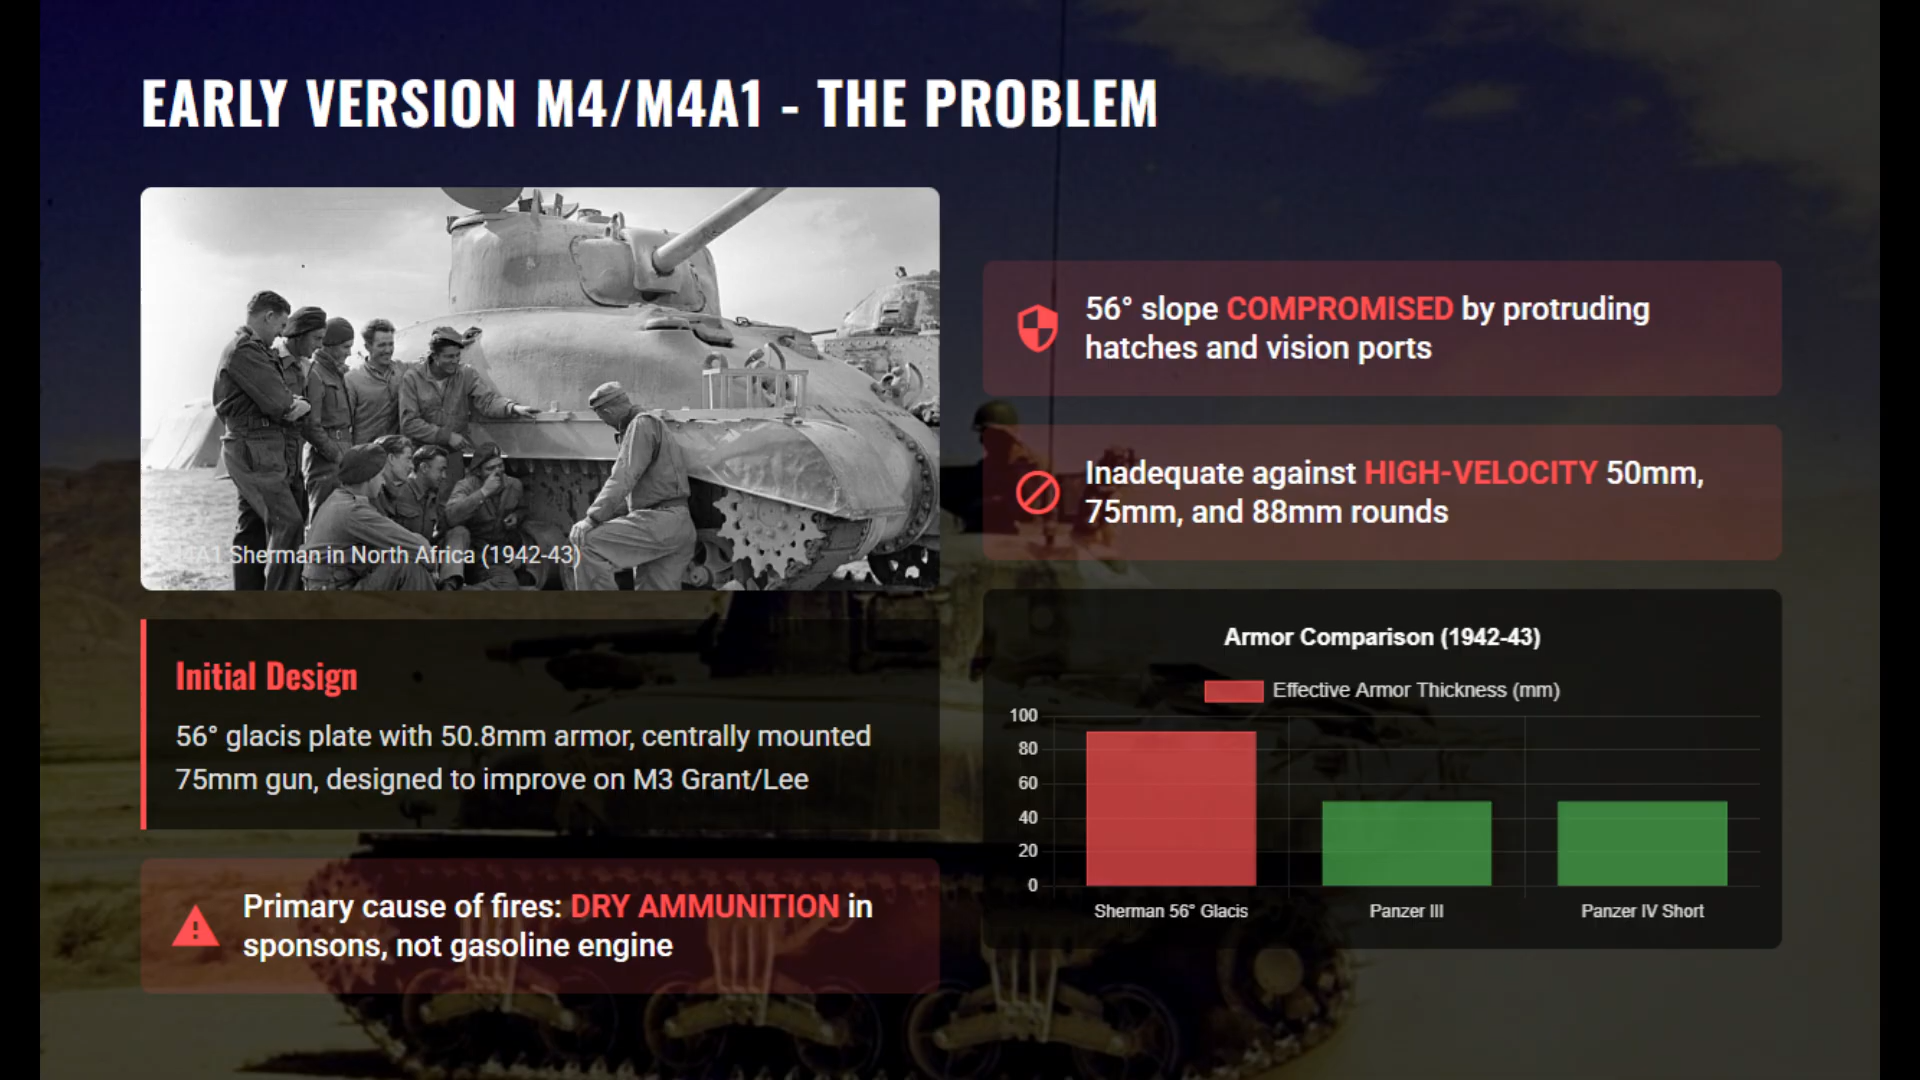 EARLY VERSION M4/M4A1 - THE PROBLEM
4A1 Sherman in North Africa (1942-43)
Initial Design
56° glacis plate with 50.8mm armor, centrally mounted
75mm gun, designed to improve on M3 Grant/Lee
Primary cause of fires: DRY AMMUNITION in
sponsons, not gasoline engine
56° slope COMPROMISED by protruding
hatches and vision ports
Inadequate against HIGH-VELOCITY 50mm,
75mm, and 88mm rounds
Armor Comparison (1942-43)
Effective Armor Thickness (mm)
100
80
60
40
20
0
Sherman 56° Glacis
Panzer III
Panzer IV Short